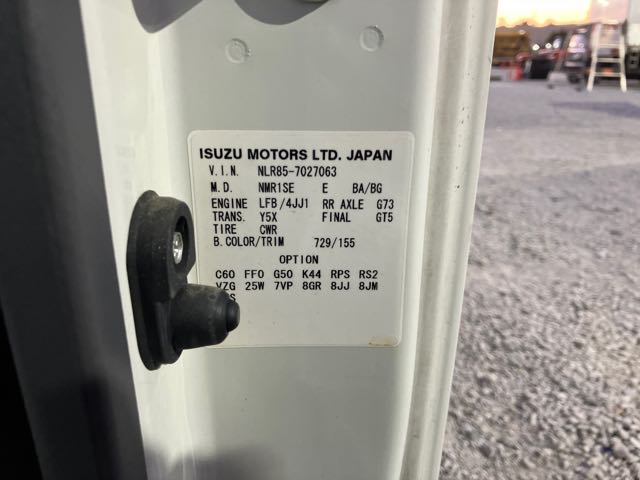 ISUZU MOTORS LTD. JAPAN
V.I.N. NLR85-7027063
M.D. NMR1SE E BA/BG
ENGINE LFB/4JJ1 RR AXLE G73
TRANS. Y5X FINAL GT5
TIRE CWR
B.COLOR/TRIM 729/155
OPTION
C60 FF0 G50 K44 RPS RS2
VZG 25W 7VP 8GR 8JJ 8JM